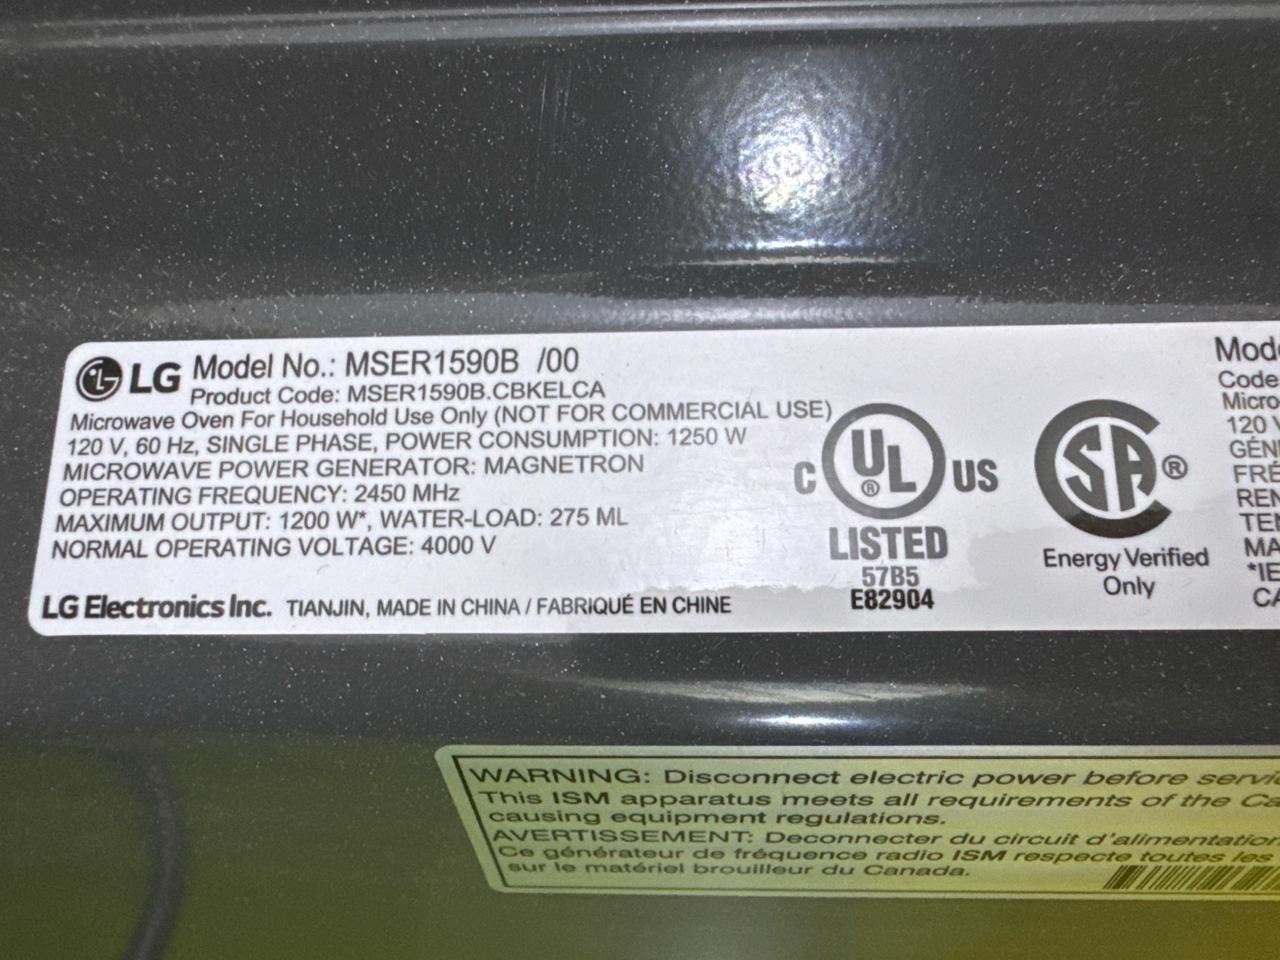 LG Model No.: MSER1590B /00
Product Code: MSER1590B.CBKELCA
Microwave Oven For Household Use Only (NOT FOR COMMERCIAL USE)
120 V, 60 Hz, SINGLE PHASE, POWER CONSUMPTION: 1250 W
MICROWAVE POWER GENERATOR: MAGNETRON
OPERATING FREQUENCY: 2450 MHz
MAXIMUM OUTPUT: 1200 W*, WATER-LOAD: 275 ML
NORMAL OPERATING VOLTAGE: 4000 V
LG Electronics Inc. TIANJIN, MADE IN CHINA / FABRIQUÉ EN CHINE
C UL ® US
LISTED
57B5
E82904
SA ®
Energy Verified
Only
Code
120 V
WARNING: Disconnect electric power before
This ISM apparatus meets all requirements of the
causing equipment regulations.
AVERTISSEMENT: Deconnecter du circuit d'alimentation
Ce générateur de fréquence radio ISM respecte toutes les
sur le matériel brouilleur du Canada.